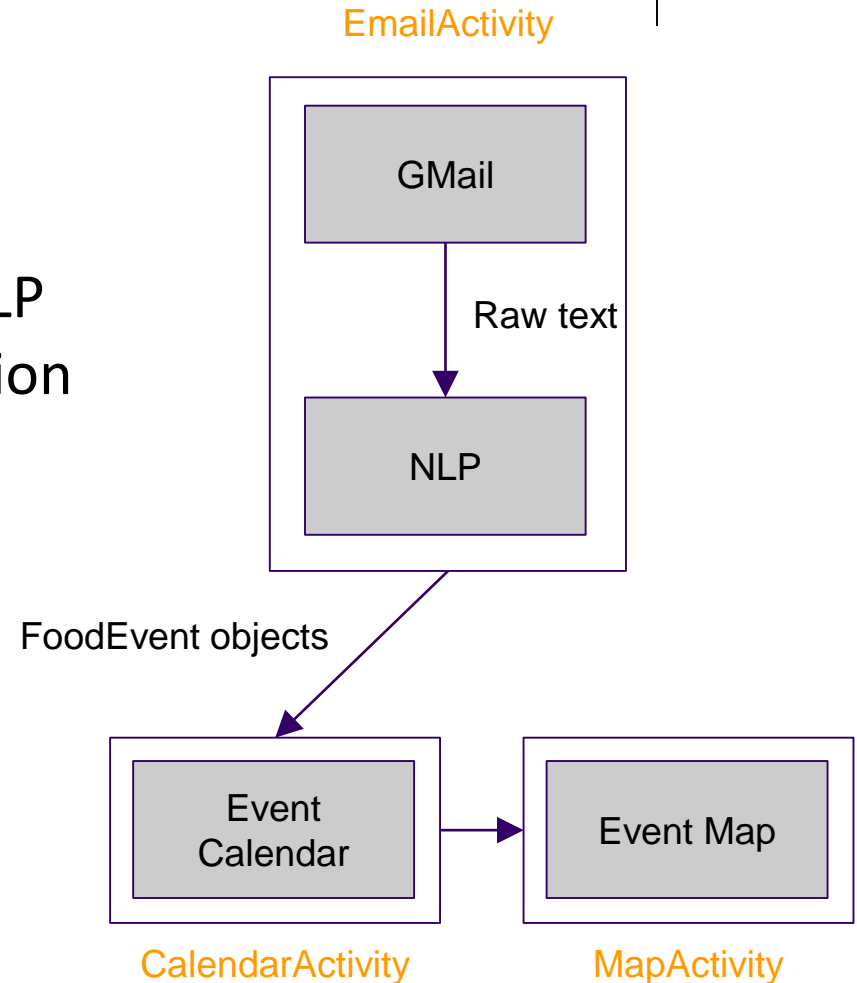 EmailActivity
GMail
Raw text
NLP
FoodEvent objects
Event
Calendar
Event Map
CalendarActivity
MapActivity